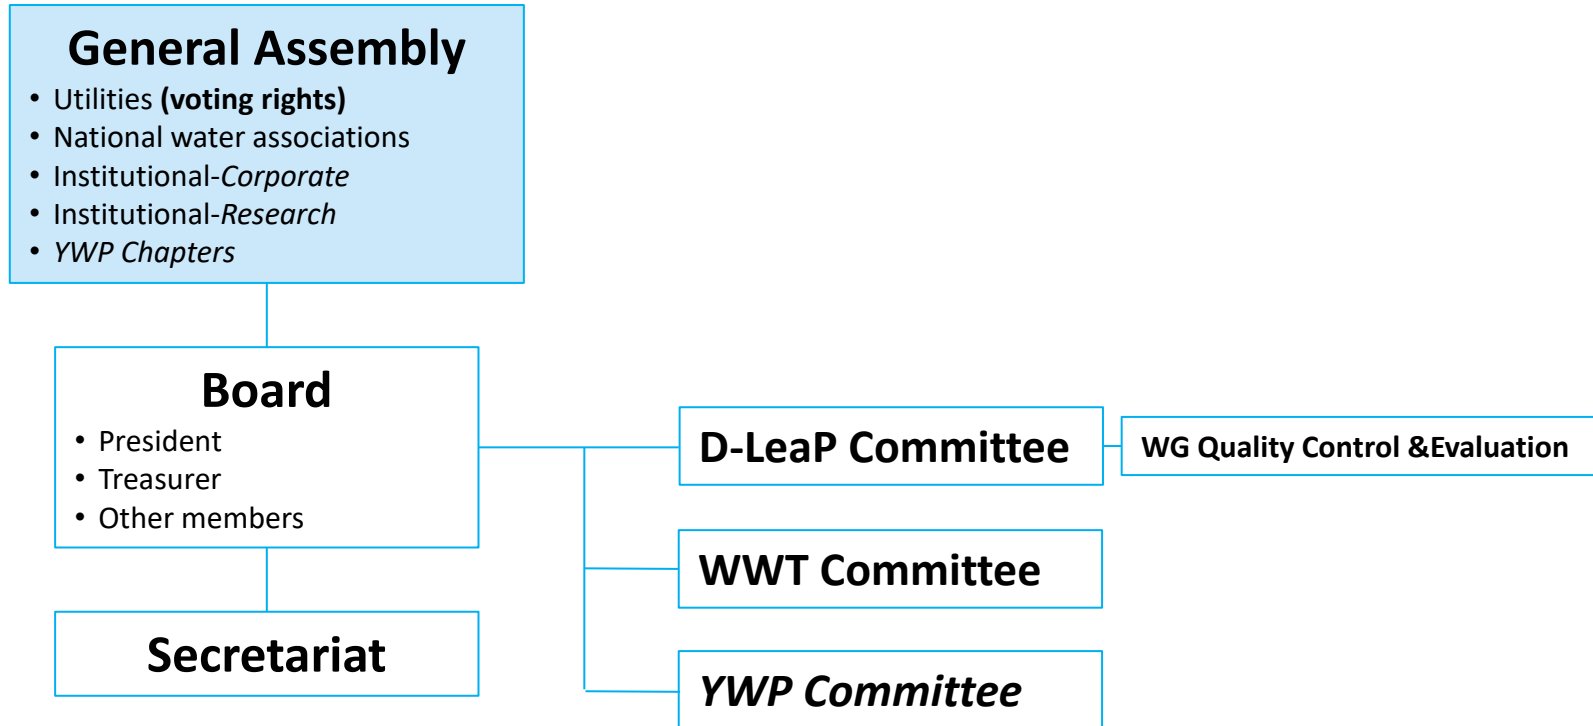 General Assembly
• Utilities (voting rights)
• National water associations
• Institutional-Corporate
• Institutional-Research
• YWP Chapters
Board
• President
• Treasurer
• Other members
Secretariat
D-LeaP Committee
WG Quality Control &Evaluation
WWT Committee
YWP Committee